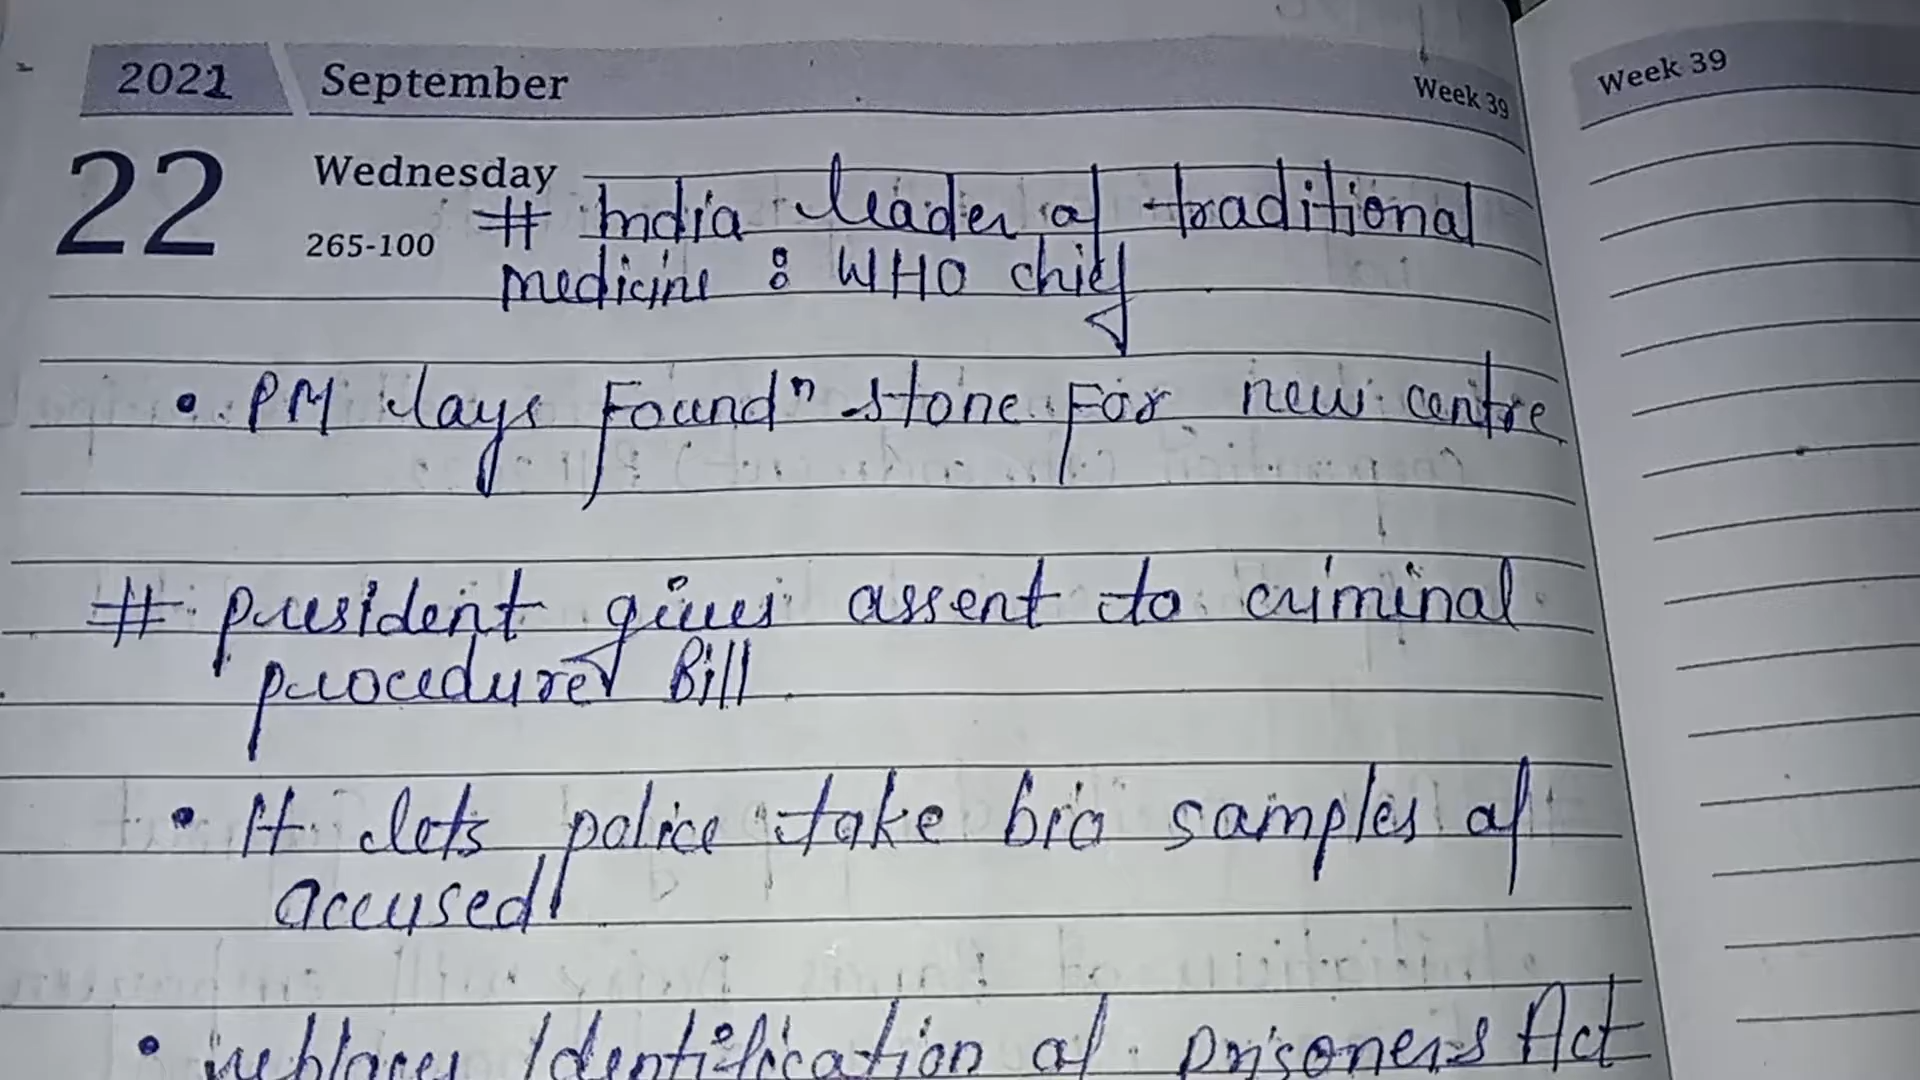 2021 September Week 39
Week 39
22 Wednesday
265-100
# India leader of traditional
medicine : WHO chief
• PM lays Foundⁿ stone For new centre
# president gives assent to criminal
procedure Bill
• It lets police take bio samples of
accused
• replaces Identification of prisoners Act